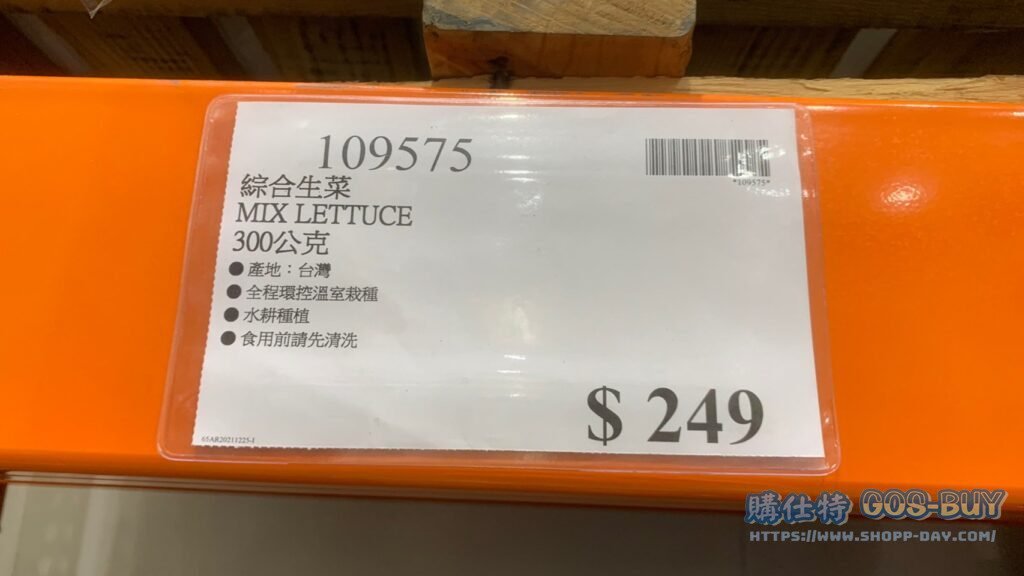 109575
*109575*
綜合生菜
MIX LETTUCE
300公克
●產地：台灣
●全程環控溫室栽種
●水耕種植
●食用前請先清洗
$ 249
65AR20211225-1
購仕特 GOS-BUY
HTTPS://WWW.SHOPP-DAY.COM/